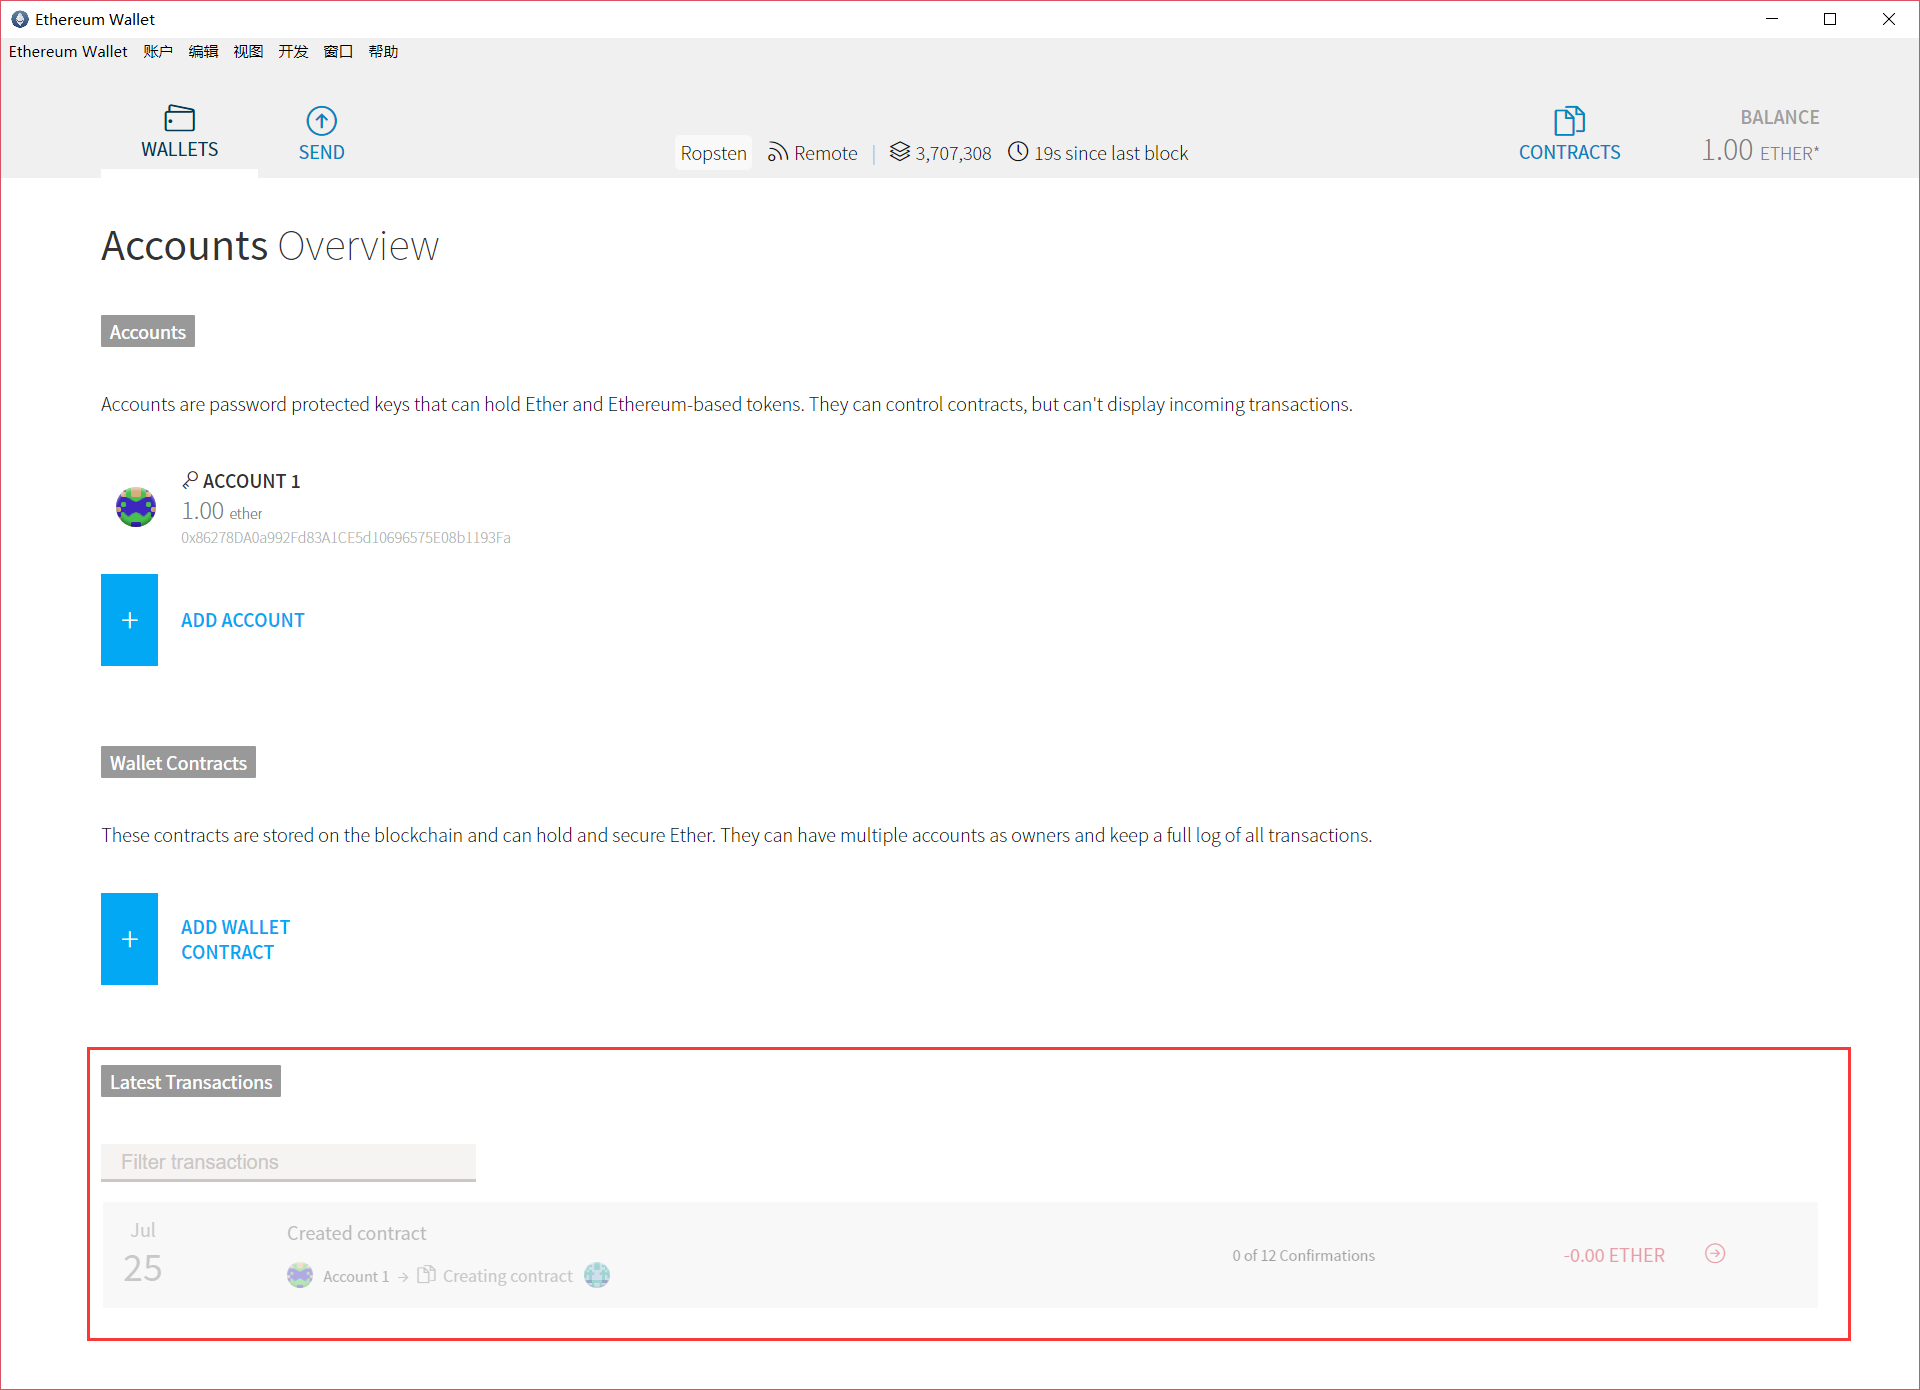 Ethereum Wallet
Ethereum Wallet 账户 编辑 视图 开发 窗口 帮助
WALLETS
SEND
Ropsten Remote | 3,707,308 19s since last block
CONTRACTS
BALANCE
1.00 ETHER*
Accounts Overview
Accounts
Accounts are password protected keys that can hold Ether and Ethereum-based tokens. They can control contracts, but can't display incoming transactions.
ACCOUNT 1
1.00 ether
0x86278DA0a992Fd83A1CE5d10696575E08b1193Fa
+ ADD ACCOUNT
Wallet Contracts
These contracts are stored on the blockchain and can hold and secure Ether. They can have multiple accounts as owners and keep a full log of all transactions.
+ ADD WALLET
CONTRACT
Latest Transactions
Filter transactions
Jul
25
Created contract
Account 1 → Creating contract
0 of 12 Confirmations
-0.00 ETHER